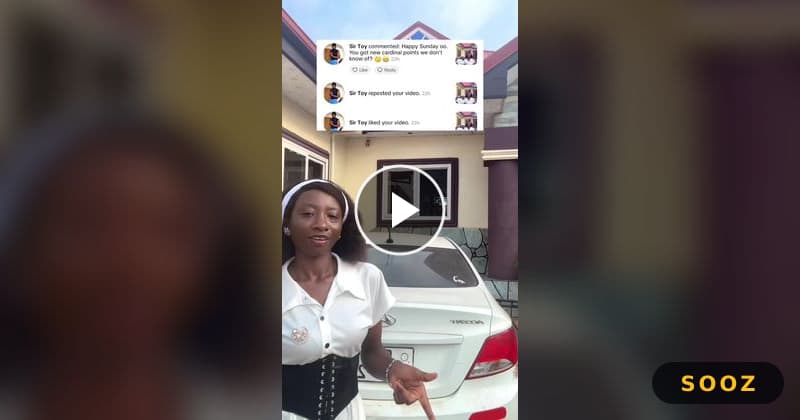 Sir Toy commented: Happy Sunday oo.
You got new cardinal points we don't
know of? 22h
Like Reply
Sir Toy reposted your video. 22h
Sir Toy liked your video. 22h
ACCENT
SOOZ